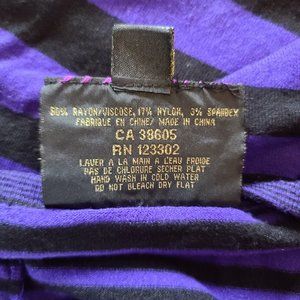 80% RAYON/VISCOSE, 17% NYLON, 3% SPANDEX
FABRIQUE EN CHINE/ MADE IN CHINA
CA 38605
RN 123302
LAVER A LA MAIN A L'EAU FROIDE
PAS DE CHLORURE SECHER PLAT
HAND WASH IN COLD WATER
DO NOT BLEACH DRY FLAT